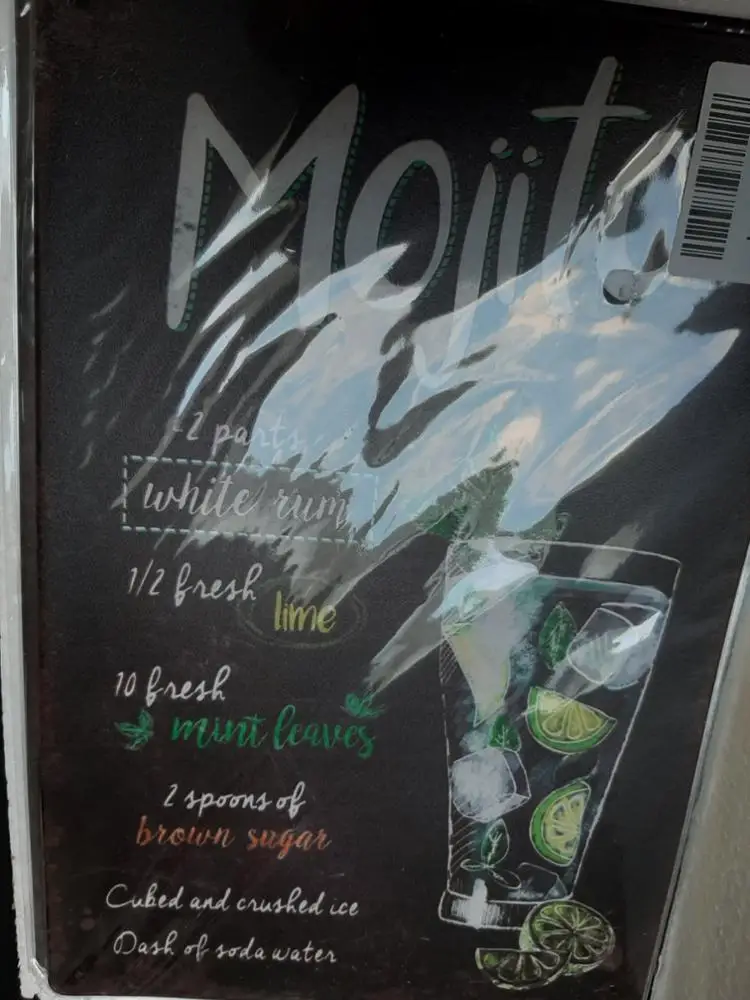 Mojito
-2 parts
white rum
1/2 fresh
lime
10 fresh
mint leaves
2 spoons of
brown sugar
Cubed and crushed ice
Dash of soda water